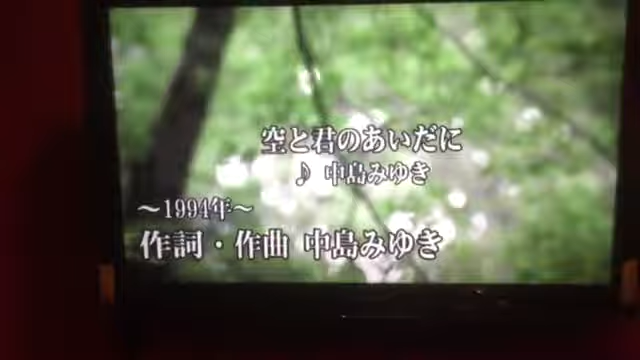 空と君のあいだに
♪ 中島みゆき
～1994年～
作詞・作曲 中島みゆき